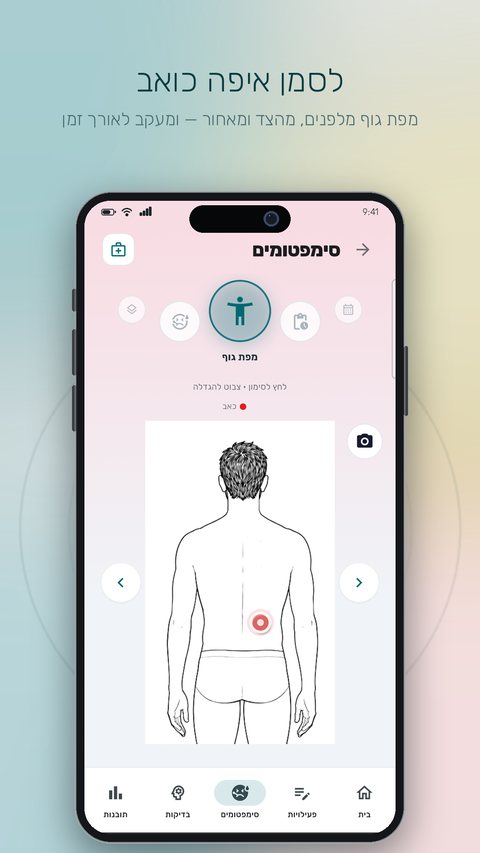 לסמן איפה כואב
מפת גוף מלפנים, מהצד ומאחור — ומעקב לאורך זמן
9:41
סימפטומים
מפת גוף
לחץ לסימון • צבוט להגדלה
כאב
בית
פעילויות
סימפטומים
בדיקות
תובנות